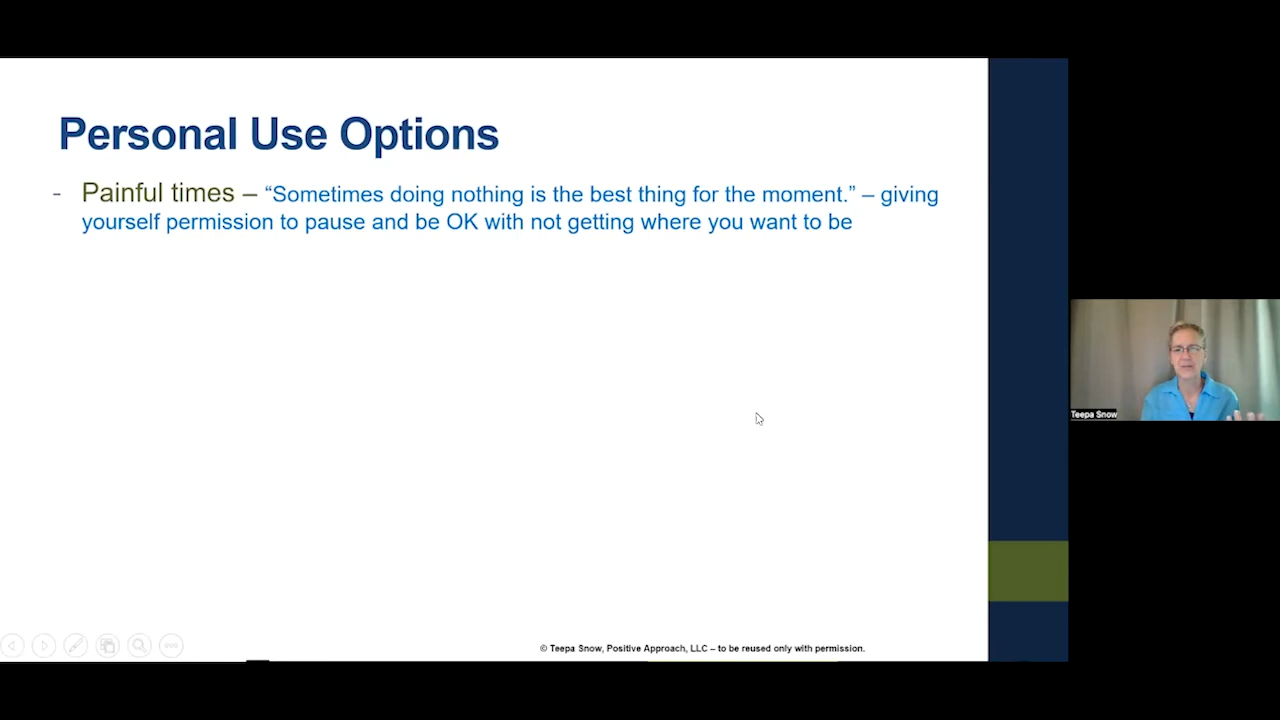 Personal Use Options
- Painful times – “Sometimes doing nothing is the best thing for the moment.” – giving
yourself permission to pause and be OK with not getting where you want to be
Teepa Snow
© Teepa Snow, Positive Approach, LLC – to be reused only with permission.